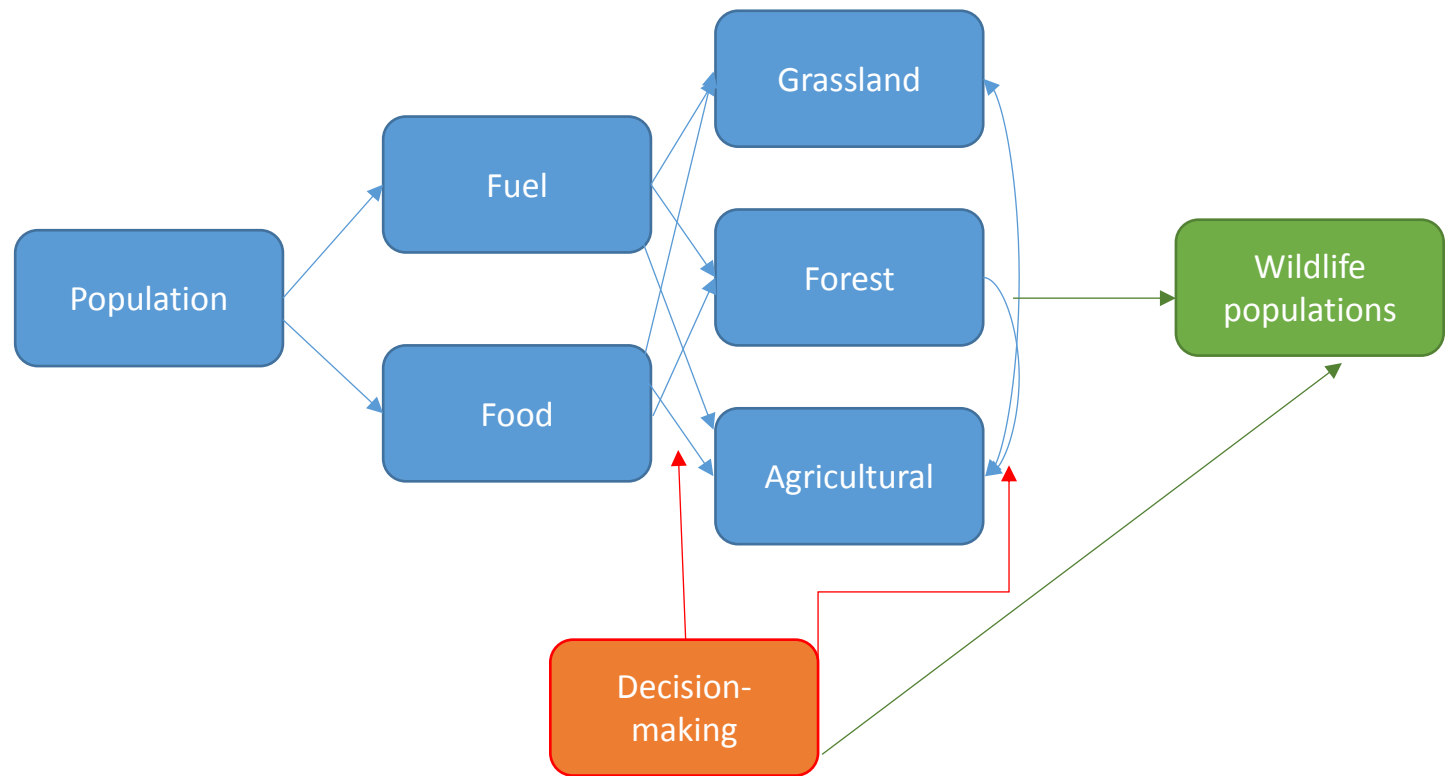 Grassland
Fuel
Forest
Wildlife
populations
Population
Food
Agricultural
Decision-
making